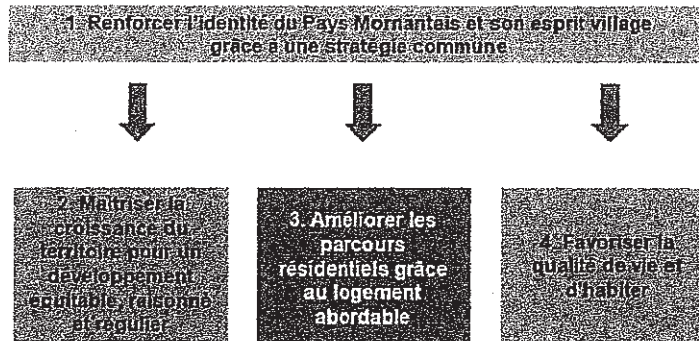 1. Renforcer l'identité du Pays Mornantais et son esprit village
grâce à une stratégie commune
2. Maîtriser la
croissance du
territoire pour un
développement
équitable, raisonné
et régulier
3. Améliorer les
parcours
résidentiels grâce
au logement
abordable
4. Favoriser la
qualité de vie et
d'habiter